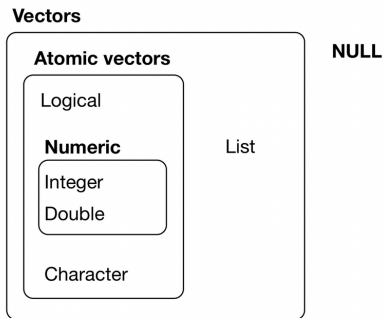 Vectors
NULL
Atomic vectors
Logical
Numeric
List
Integer
Double
Character